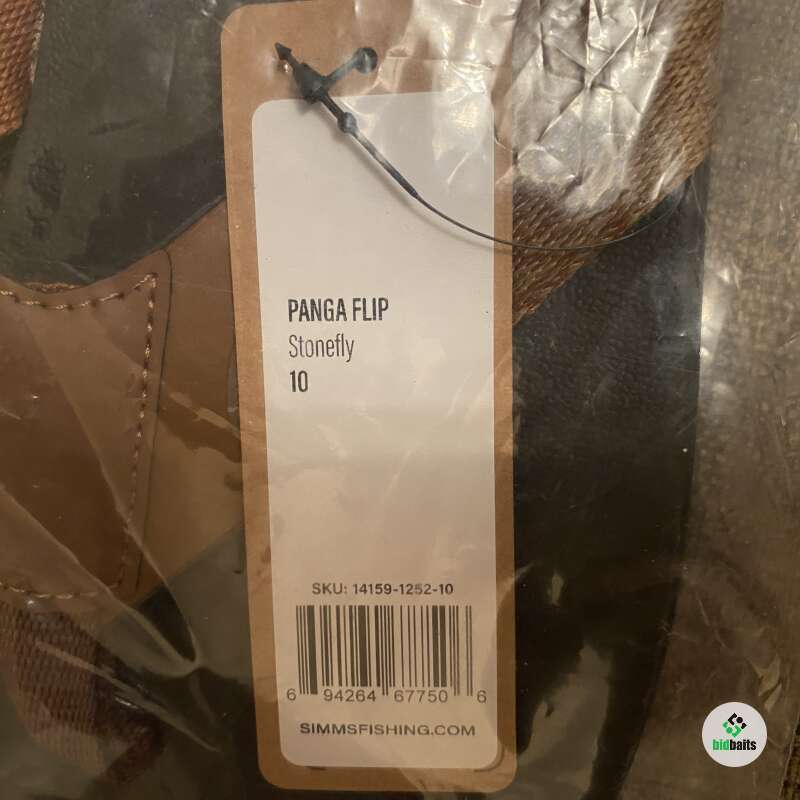 PANGA FLIP
Stonefly
10
SKU: 14159-1252-10
6 94264 67750 6
SIMMSFISHING.COM
bidbaits